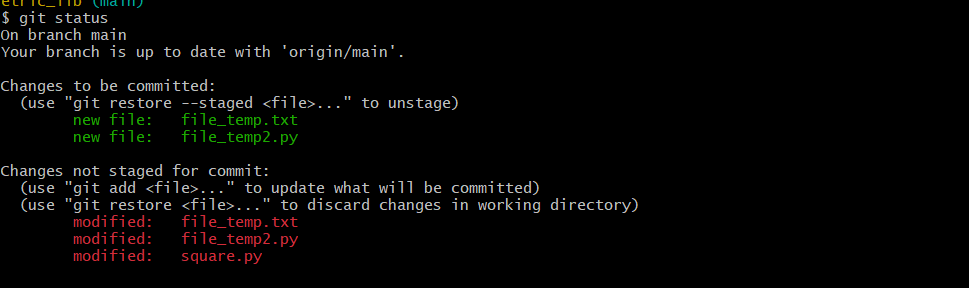 etric_lib (main)
$ git status
On branch main
Your branch is up to date with 'origin/main'.

Changes to be committed:
  (use "git restore --staged <file>..." to unstage)
        new file:   file_temp.txt
        new file:   file_temp2.py

Changes not staged for commit:
  (use "git add <file>..." to update what will be committed)
  (use "git restore <file>..." to discard changes in working directory)
        modified:   file_temp.txt
        modified:   file_temp2.py
        modified:   square.py